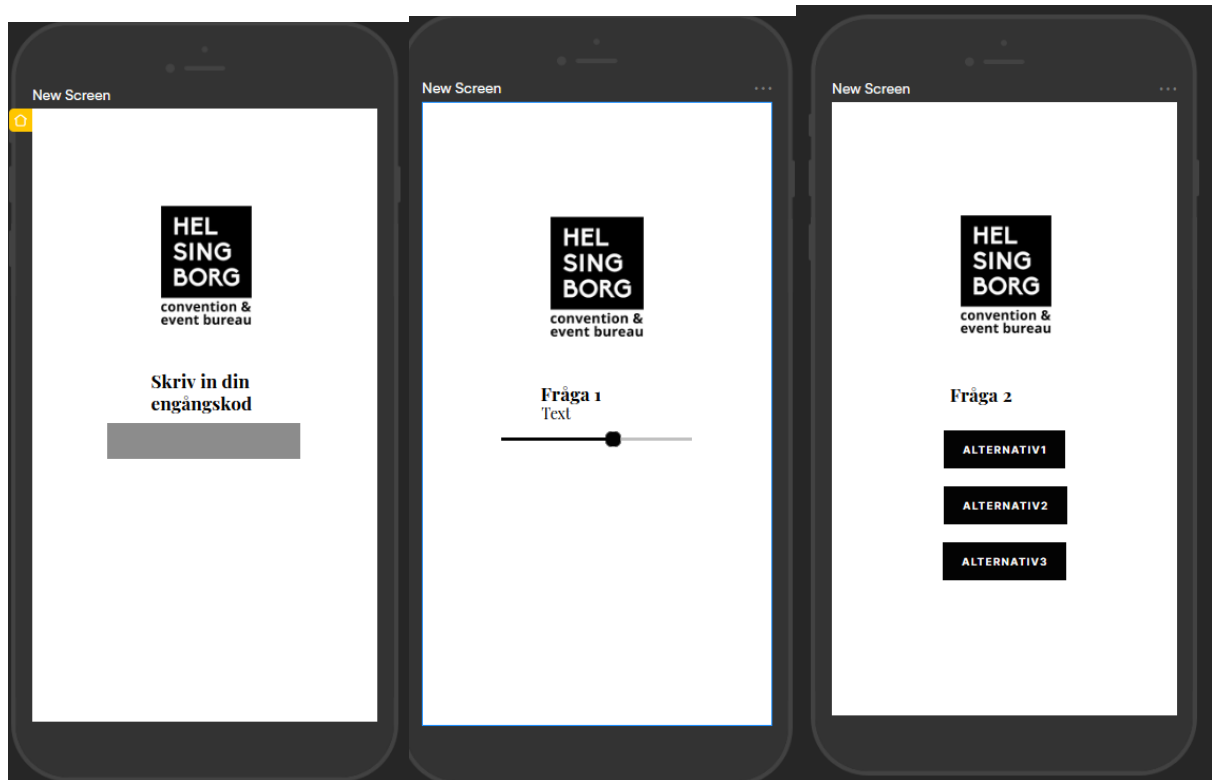 New Screen
HEL
SING
BORG
convention &
event bureau
Skriv in din
engångskod
New Screen
HEL
SING
BORG
convention &
event bureau
Fråga 1
Text
New Screen
HEL
SING
BORG
convention &
event bureau
Fråga 2
ALTERNATIV1
ALTERNATIV2
ALTERNATIV3